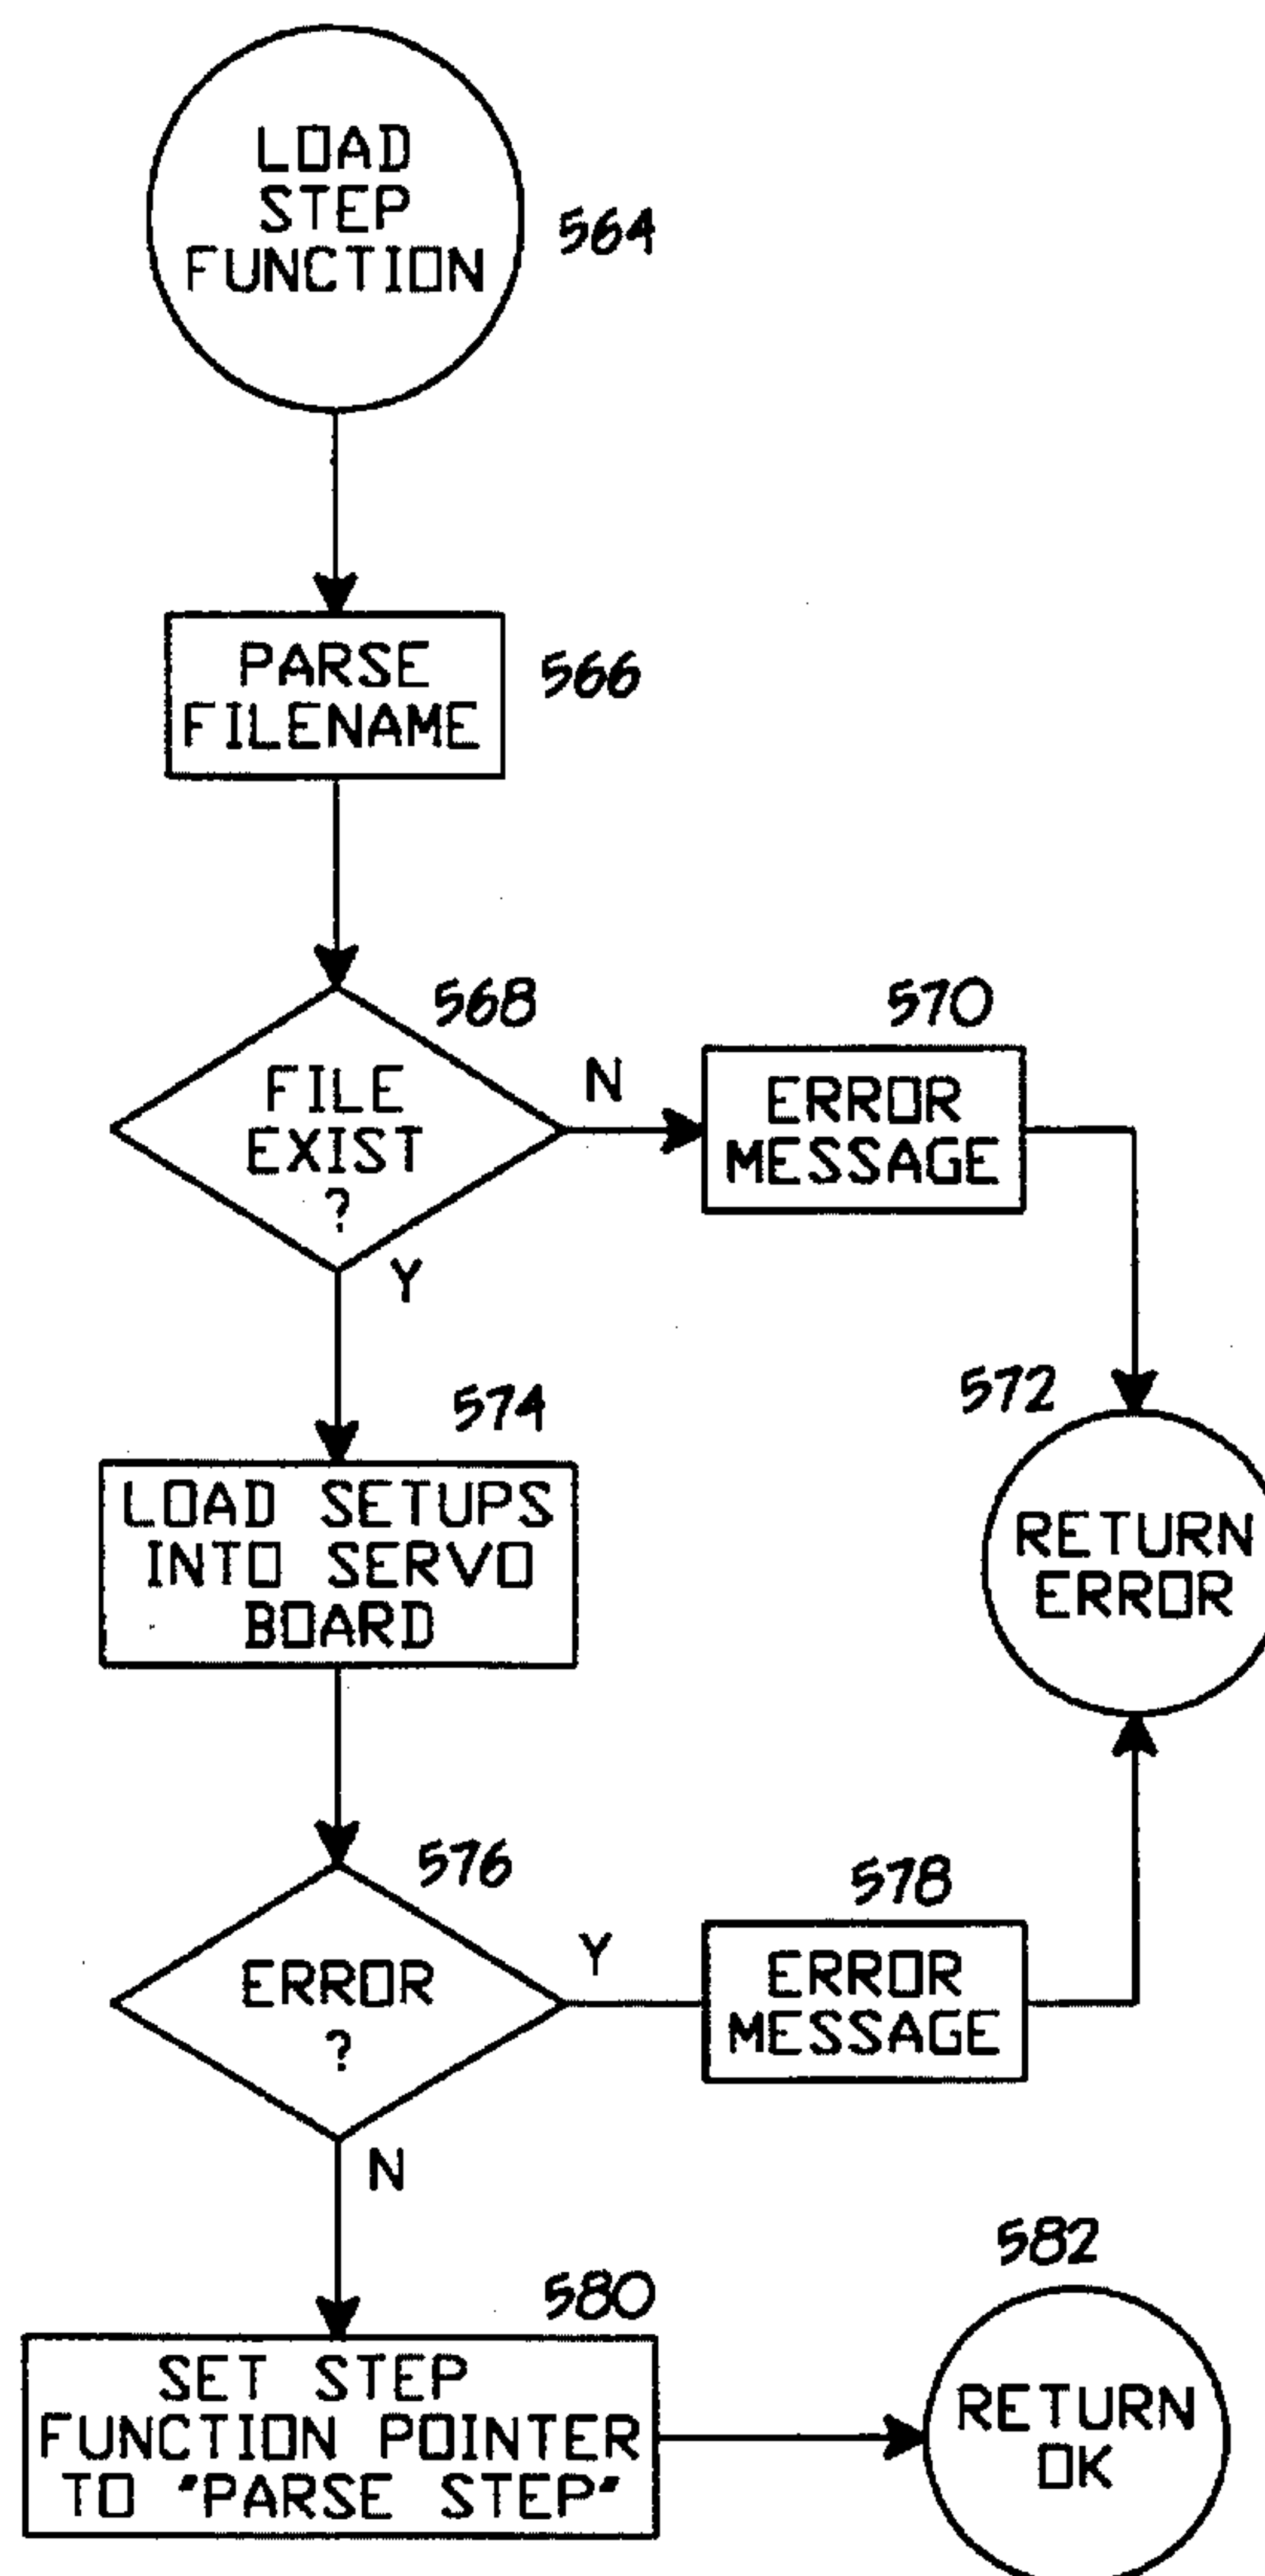 LOAD
STEP
FUNCTION
564
PARSE
FILENAME
566
568
FILE
EXIST
?
N
Y
570
ERROR
MESSAGE
572
RETURN
ERROR
574
LOAD SETUPS
INTO SERVO
BOARD
576
ERROR
?
Y
N
578
ERROR
MESSAGE
580
SET STEP
FUNCTION POINTER
TO "PARSE STEP"
582
RETURN
OK